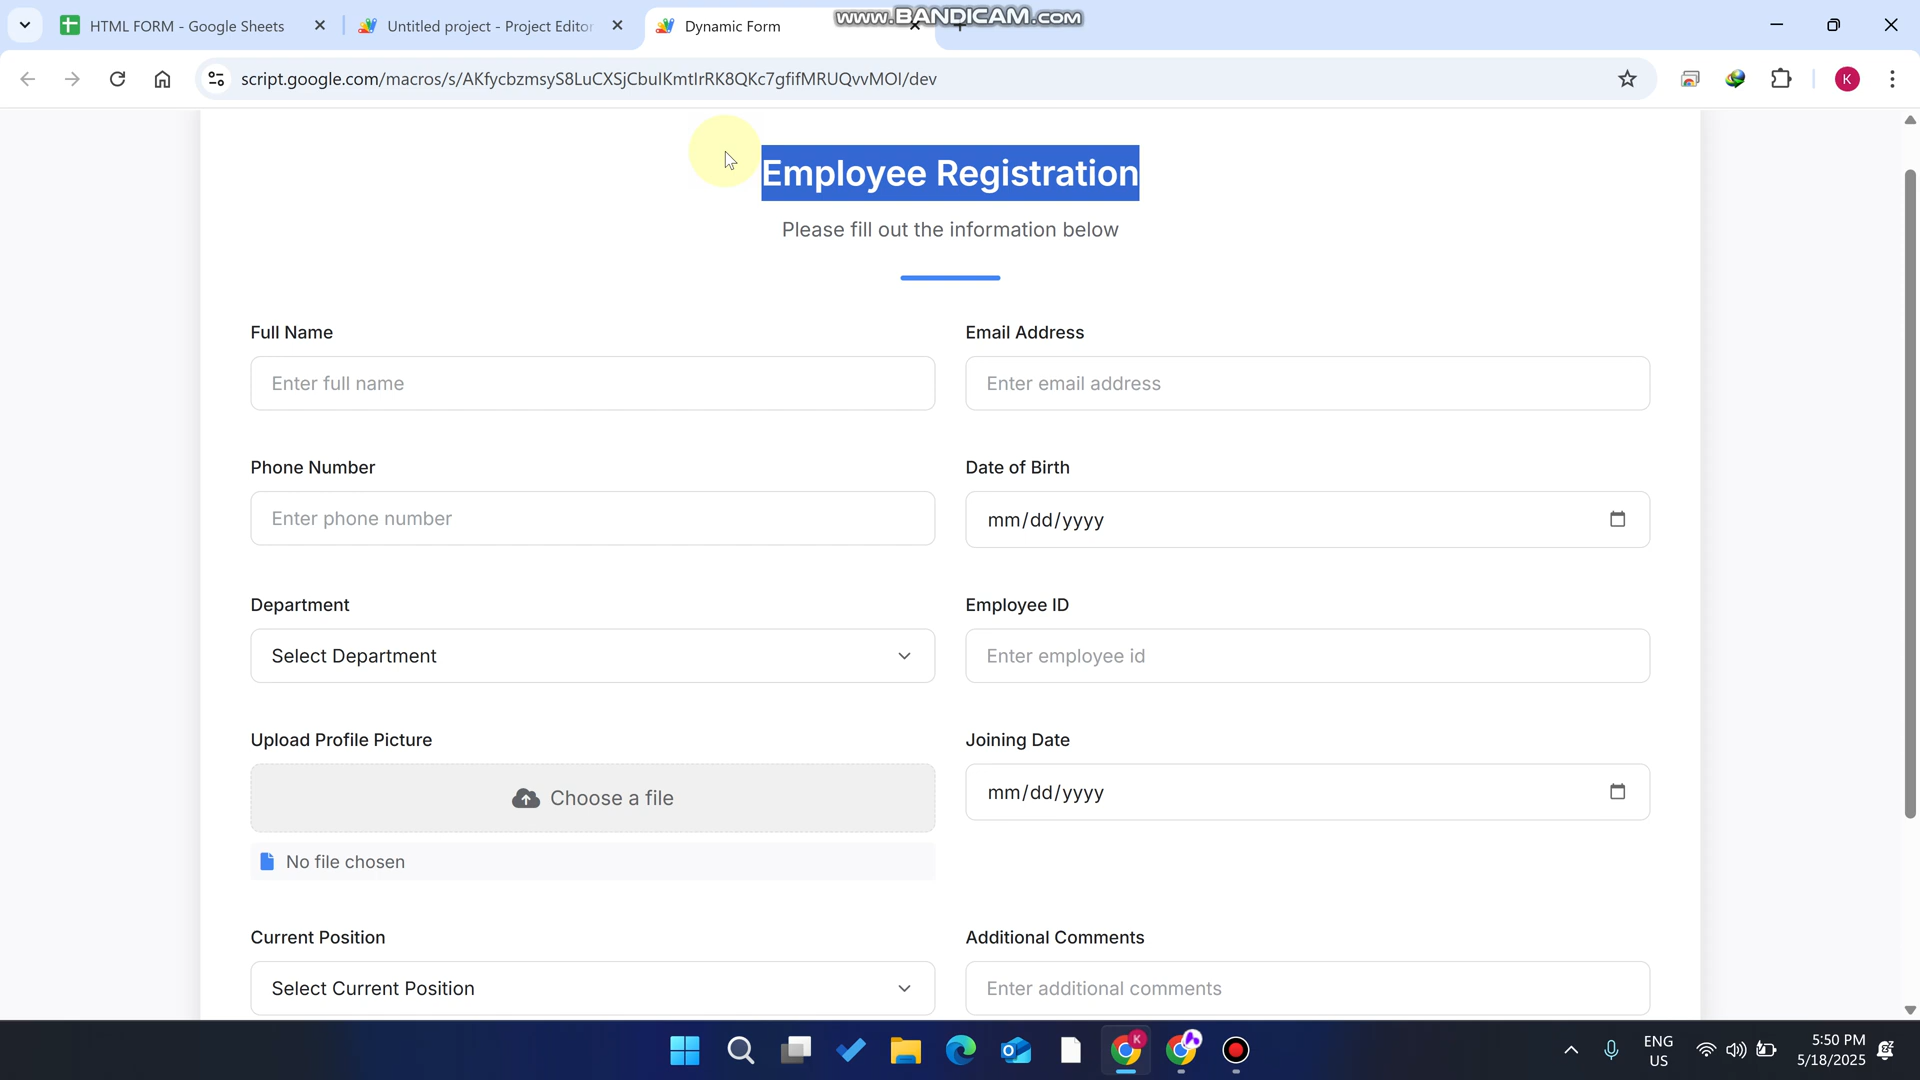 HTML FORM - Google Sheets
Untitled project - Project Editor
Dynamic Form
www.BANDICAM.com
script.google.com/macros/s/AKfycbzmsyS8LuCXSjCbulKmtIrRK8QKc7gfifMRUQvvMOI/dev
K
Employee Registration
Please fill out the information below
Full Name
Email Address
Enter full name
Enter email address
Phone Number
Date of Birth
Enter phone number
mm/dd/yyyy
Department
Employee ID
Select Department
Enter employee id
Upload Profile Picture
Joining Date
Choose a file
mm/dd/yyyy
No file chosen
Current Position
Additional Comments
Select Current Position
Enter additional comments
K
ENG
US
5:50 PM
5/18/2025